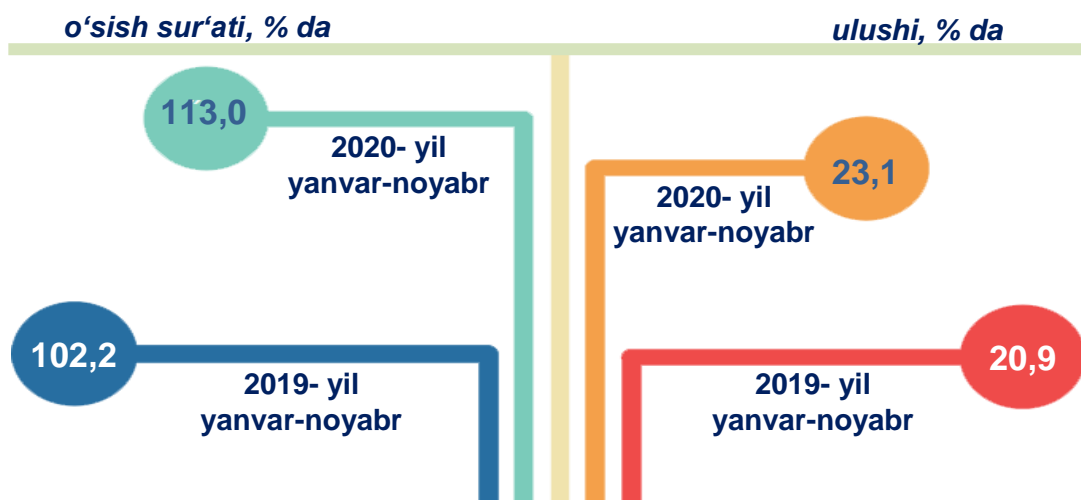 o‘sish sur‘ati, % da
ulushi, % da
113,0
2020- yil
yanvar-noyabr
23,1
2020- yil
yanvar-noyabr
102,2
2019- yil
yanvar-noyabr
20,9
2019- yil
yanvar-noyabr